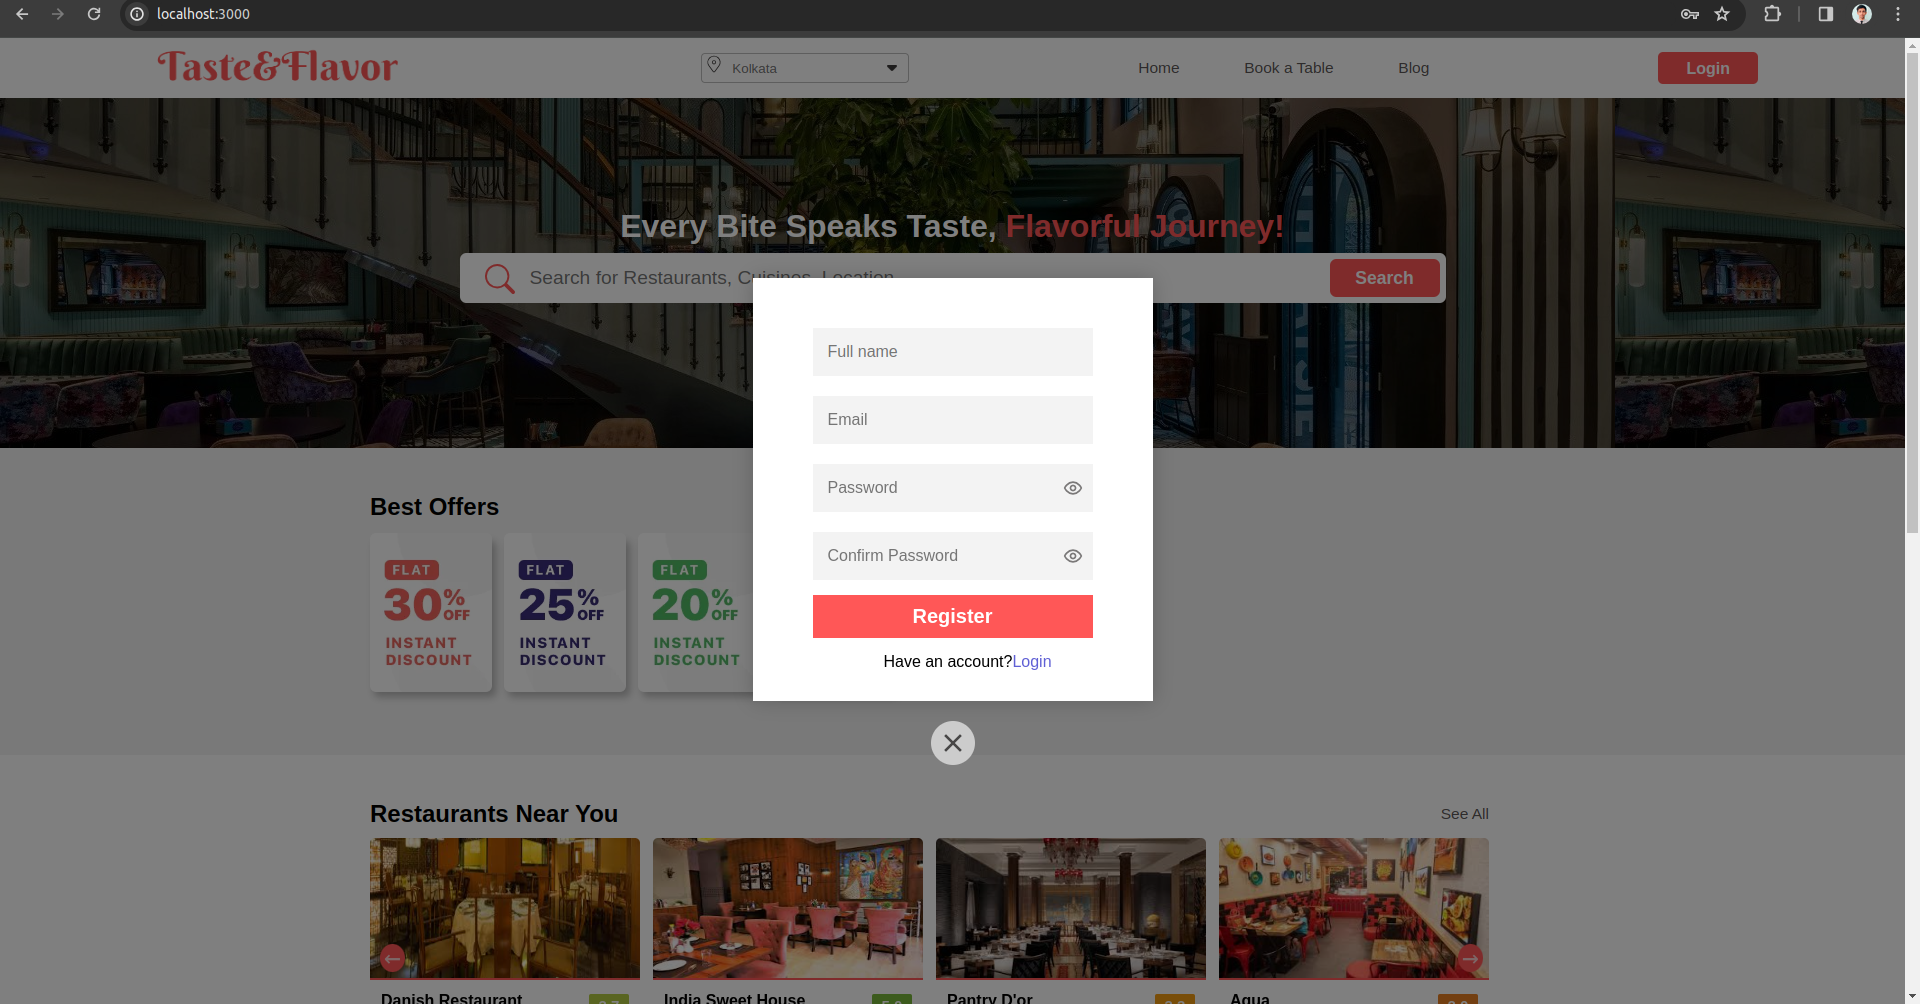 localhost:3000
Taste&Flavor
Kolkata
Home
Book a Table
Blog
Login
Every Bite Speaks Taste, Flavorful Journey!
Search for Restaurants, Cuisines, Location
Search
Full name
Email
Password
Confirm Password
Register
Have an account?Login
Best Offers
FLAT
30% OFF
INSTANT
DISCOUNT
FLAT
25% OFF
INSTANT
DISCOUNT
FLAT
20% OFF
INSTANT
DISCOUNT
Restaurants Near You
See All
Danish Restaurant
India Sweet House
Pantry D'or
Aqua